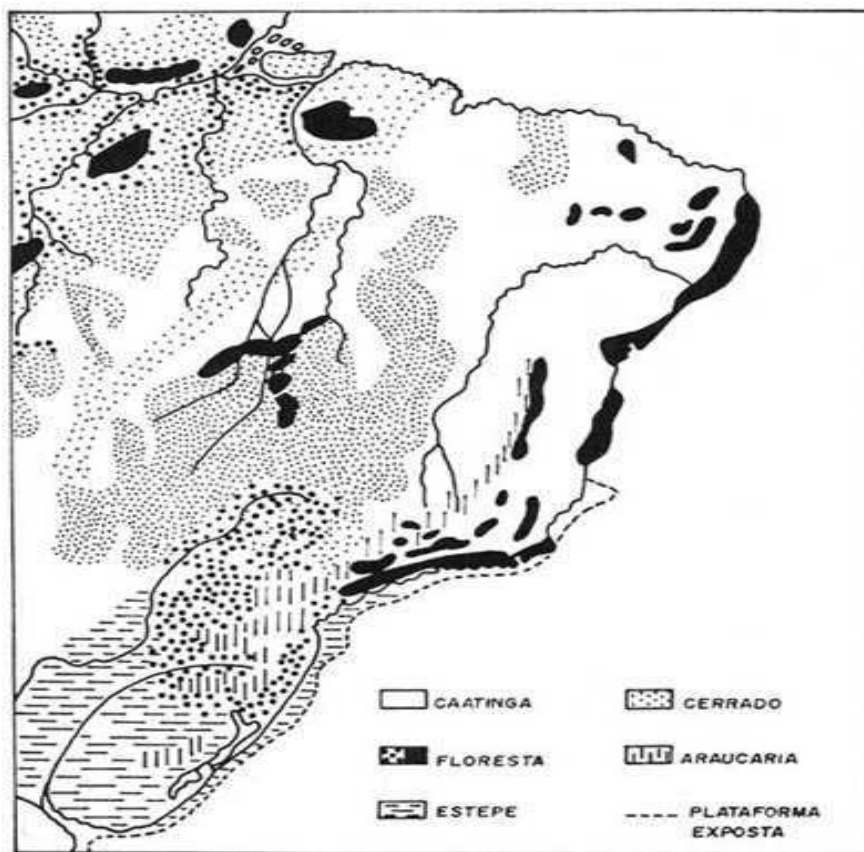 CAATINGA
CERRADO
FLORESTA
ARAUCARIA
ESTEPE
PLATAFORMA
EXPOSTA